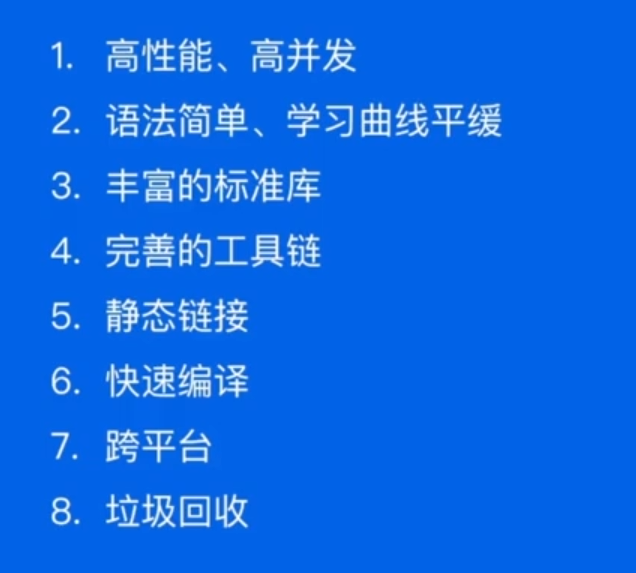 1. 高性能、高并发
2. 语法简单、学习曲线平缓
3. 丰富的标准库
4. 完善的工具链
5. 静态链接
6. 快速编译
7. 跨平台
8. 垃圾回收